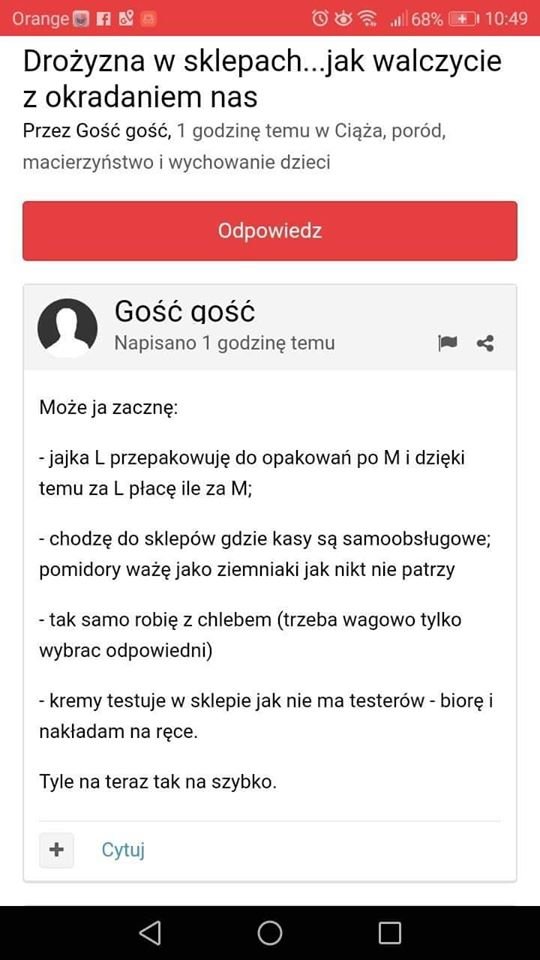 Orange 68% 10:49
Drożyzna w sklepach...jak walczycie
z okradaniem nas
Przez Gość gość, 1 godzinę temu w Ciąża, poród,
macierzyństwo i wychowanie dzieci
Odpowiedz
Gość gość
Napisano 1 godzinę temu
Może ja zacznę:
- jajka L przepakowuję do opakowań po M i dzięki
temu za L płacę ile za M;
- chodzę do sklepów gdzie kasy są samoobsługowe;
pomidory ważę jako ziemniaki jak nikt nie patrzy
- tak samo robię z chlebem (trzeba wagowo tylko
wybrac odpowiedni)
- kremy testuje w sklepie jak nie ma testerów - biorę i
nakładam na ręce.
Tyle na teraz tak na szybko.
+ Cytuj